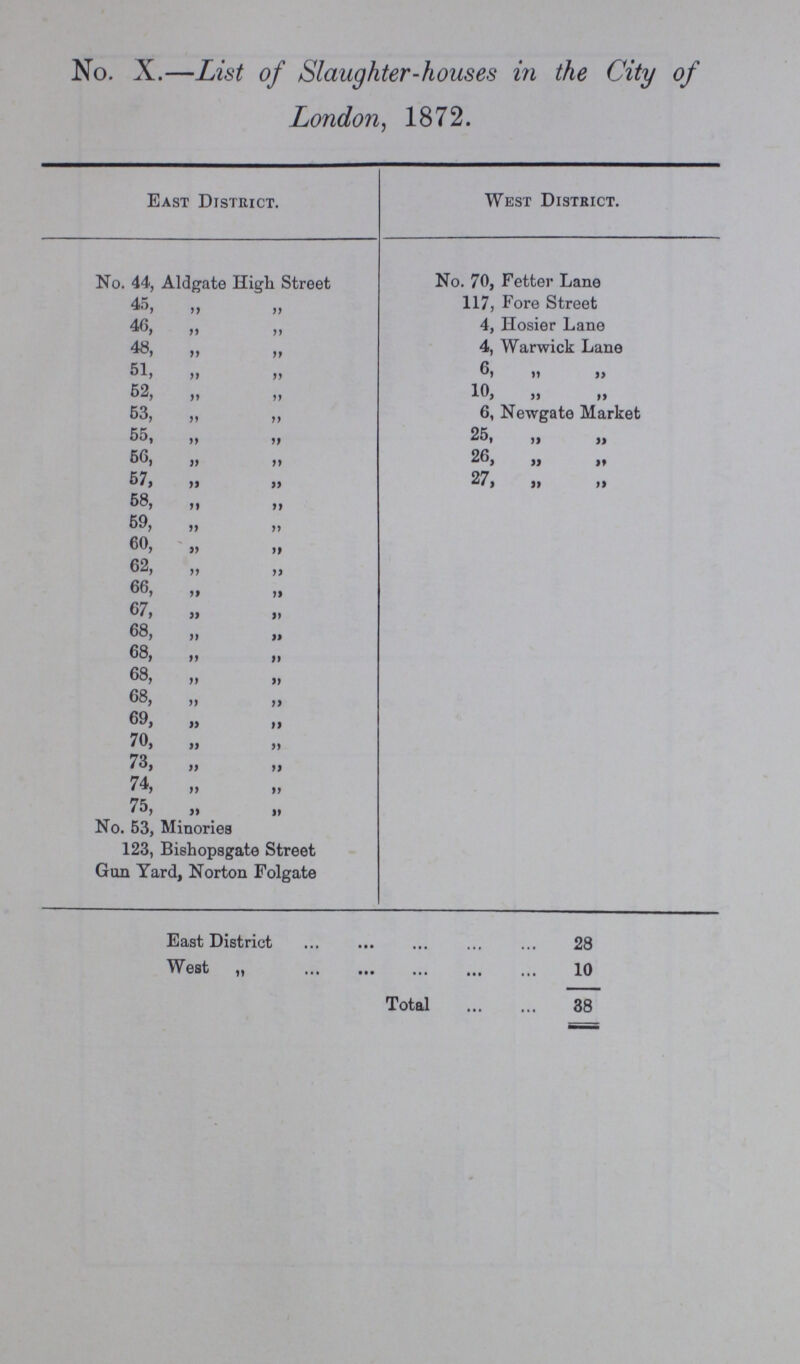 No. X.—List of Slaughter-houses in the City of
London, 1872.
East District.
No. 44, Aldgate High Street
45, „ „
46, „ „
48, „ „
51, „ „
52, „ „
53, „ „
55, „ „
56, „ „
57, „ „
58, „ „
59, „ „
60, „ „
62, „ „
66, „ „
67, „ „
68, „ „
68, „ „
68, „ „
68, „ „
69, „ „
70, „ „
73, „ „
74, „ „
75, „ „
No. 53, Minories
123, Bishopsgate Street
Gun Yard, Norton Folgate
West District.
No. 70, Fetter Lane
117, Fore Street
4, Hosier Lane
4, Warwick Lane
6, „ „
10, „ „
6, Newgate Market
25, „ „
26, „ „
27, „ „
East District ... ... ... ... ... 28
West „ ... ... ... ... ... 10
Total ... ... 38